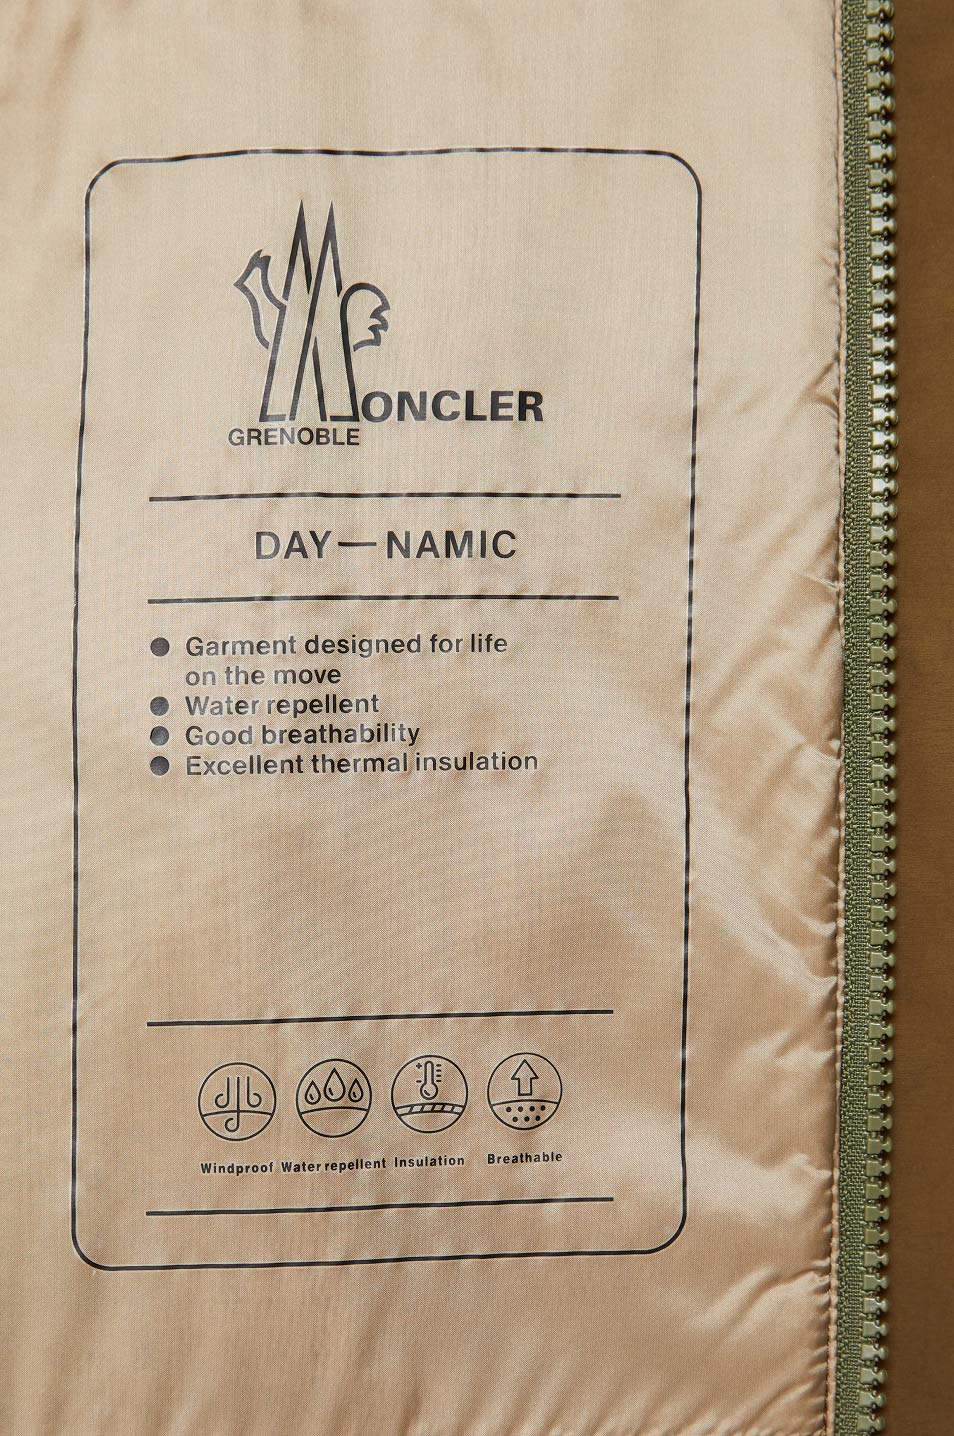 MONCLER
GRENOBLE
DAY—NAMIC
● Garment designed for life
on the move
● Water repellent
● Good breathability
● Excellent thermal insulation
Windproof Water repellent Insulation Breathable